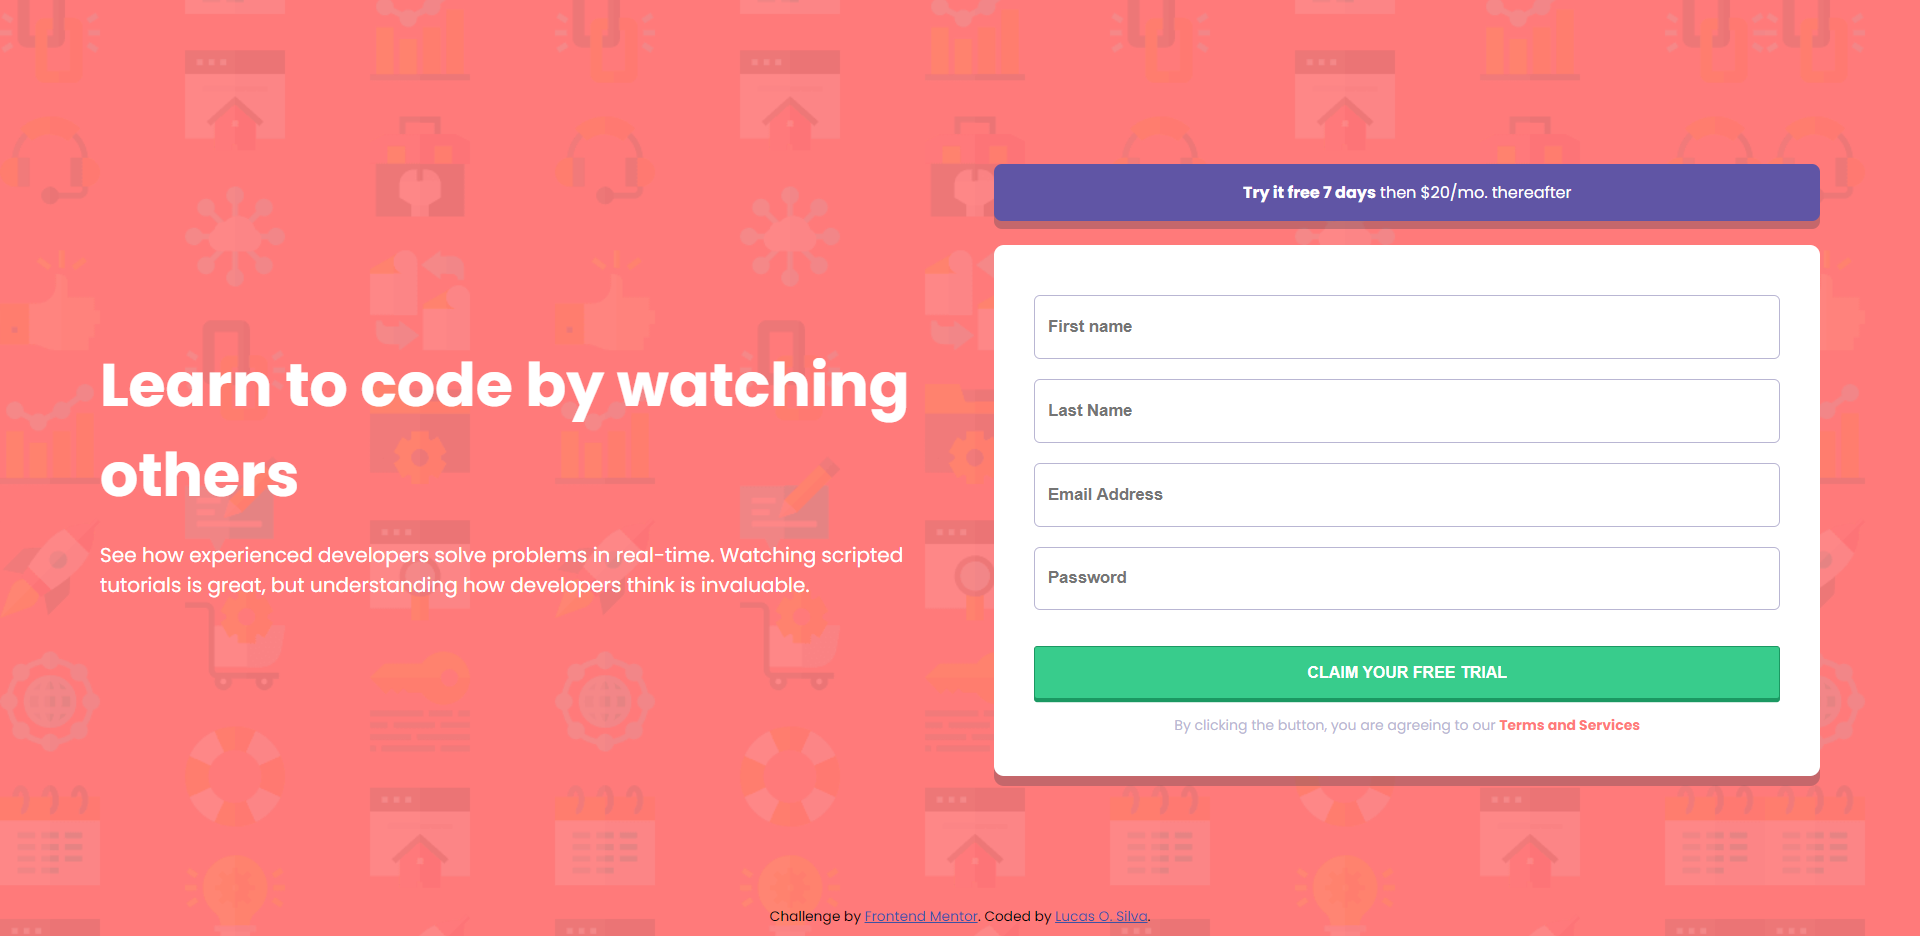 Learn to code by watching
others
See how experienced developers solve problems in real-time. Watching scripted
tutorials is great, but understanding how developers think is invaluable.
Try it free 7 days then $20/mo. thereafter
First name
Last Name
Email Address
Password
CLAIM YOUR FREE TRIAL
By clicking the button, you are agreeing to our Terms and Services
Challenge by Frontend Mentor. Coded by Lucas O. Silva.